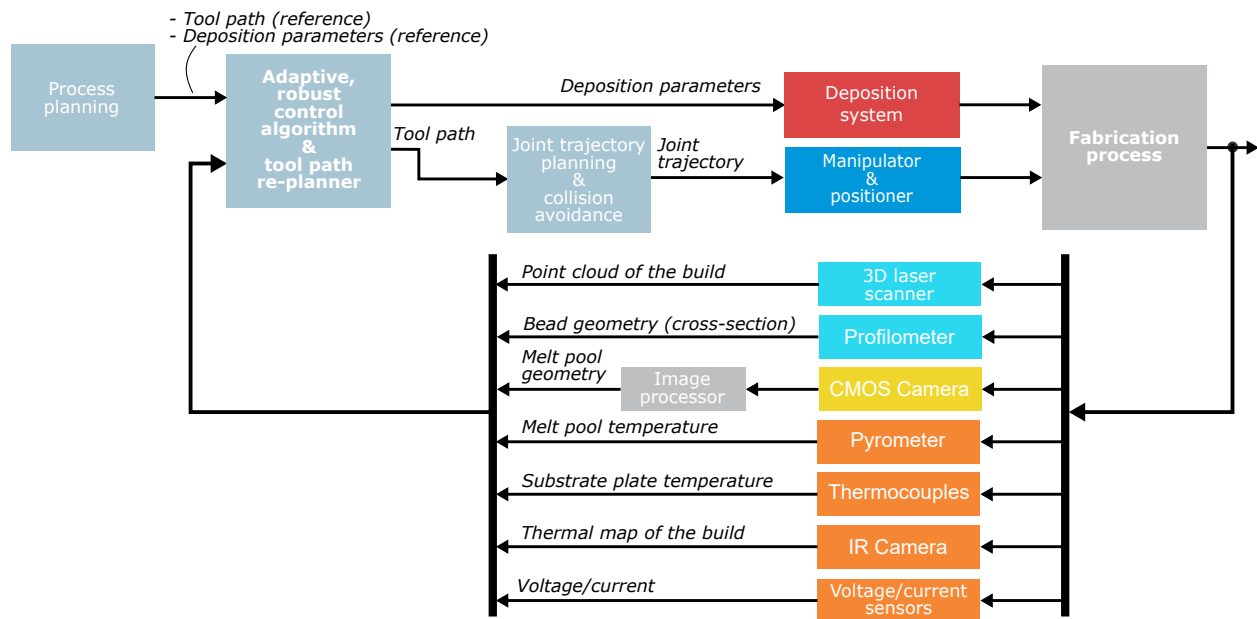 - Tool path (reference)
- Deposition parameters (reference)
Process
planning
Adaptive,
robust
control
algorithm
&
tool path
re-planner
Deposition parameters
Tool path
Joint trajectory
planning
&
collision
avoidance
Joint
trajectory
Deposition
system
Manipulator
&
positioner
Fabrication
process
Point cloud of the build
3D laser
scanner
Bead geometry (cross-section)
Profilometer
Melt pool
geometry
Image
processor
CMOS Camera
Melt pool temperature
Pyrometer
Substrate plate temperature
Thermocouples
Thermal map of the build
IR Camera
Voltage/current
Voltage/current
sensors